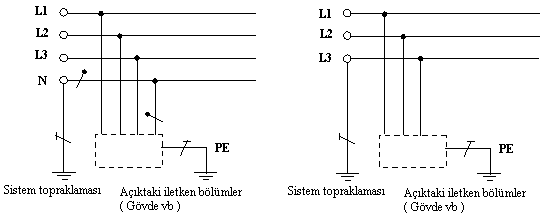 L1
L2
L3
N
PE
Sistem topraklaması
Açıktaki iletken bölümler
( Gövde vb )
L1
L2
L3
PE
Sistem topraklaması
Açıktaki iletken bölümler
( Gövde vb )